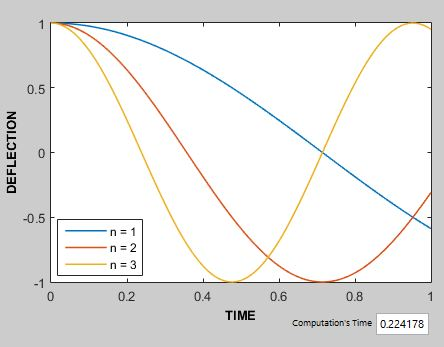 1
0.5
0
-0.5
-1
DEFLECTION
n = 1
n = 2
n = 3
0 0.2 0.4 0.6 0.8 1
TIME
Computation's Time 0.224178